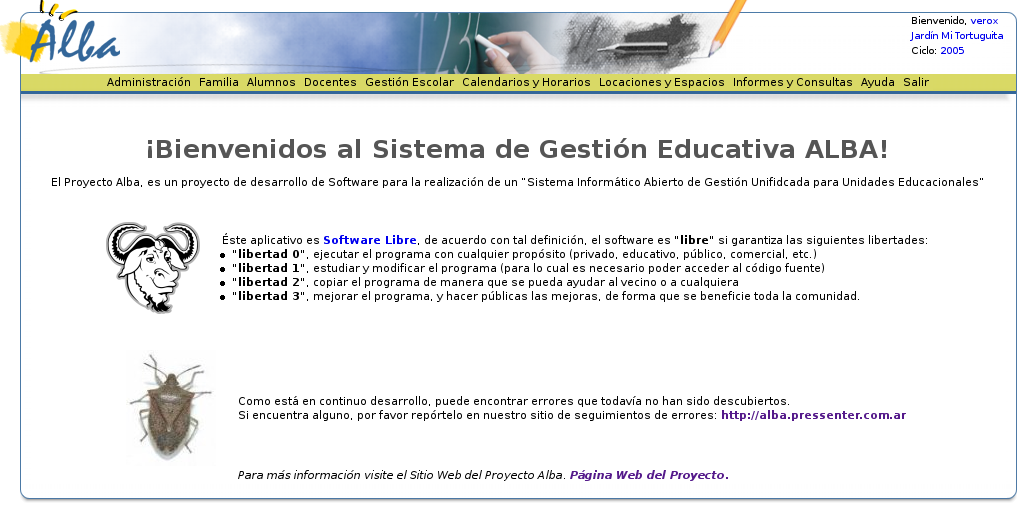 Alba
Bienvenido, verox
Jardín Mi Tortuguita
Ciclo: 2005
Administración Familia Alumnos Docentes Gestión Escolar Calendarios y Horarios Locaciones y Espacios Informes y Consultas Ayuda Salir
¡Bienvenidos al Sistema de Gestión Educativa ALBA!
El Proyecto Alba, es un proyecto de desarrollo de Software para la realización de un "Sistema Informático Abierto de Gestión Unifidcada para Unidades Educacionales"
Éste aplicativo es Software Libre, de acuerdo con tal definición, el software es "libre" si garantiza las siguientes libertades:
• "libertad 0", ejecutar el programa con cualquier propósito (privado, educativo, público, comercial, etc.)
• "libertad 1", estudiar y modificar el programa (para lo cual es necesario poder acceder al código fuente)
• "libertad 2", copiar el programa de manera que se pueda ayudar al vecino o a cualquiera
• "libertad 3", mejorar el programa, y hacer públicas las mejoras, de forma que se beneficie toda la comunidad.
Como está en continuo desarrollo, puede encontrar errores que todavía no han sido descubiertos.
Si encuentra alguno, por favor repórtelo en nuestro sitio de seguimientos de errores: http://alba.pressenter.com.ar
Para más información visite el Sitio Web del Proyecto Alba. Página Web del Proyecto.